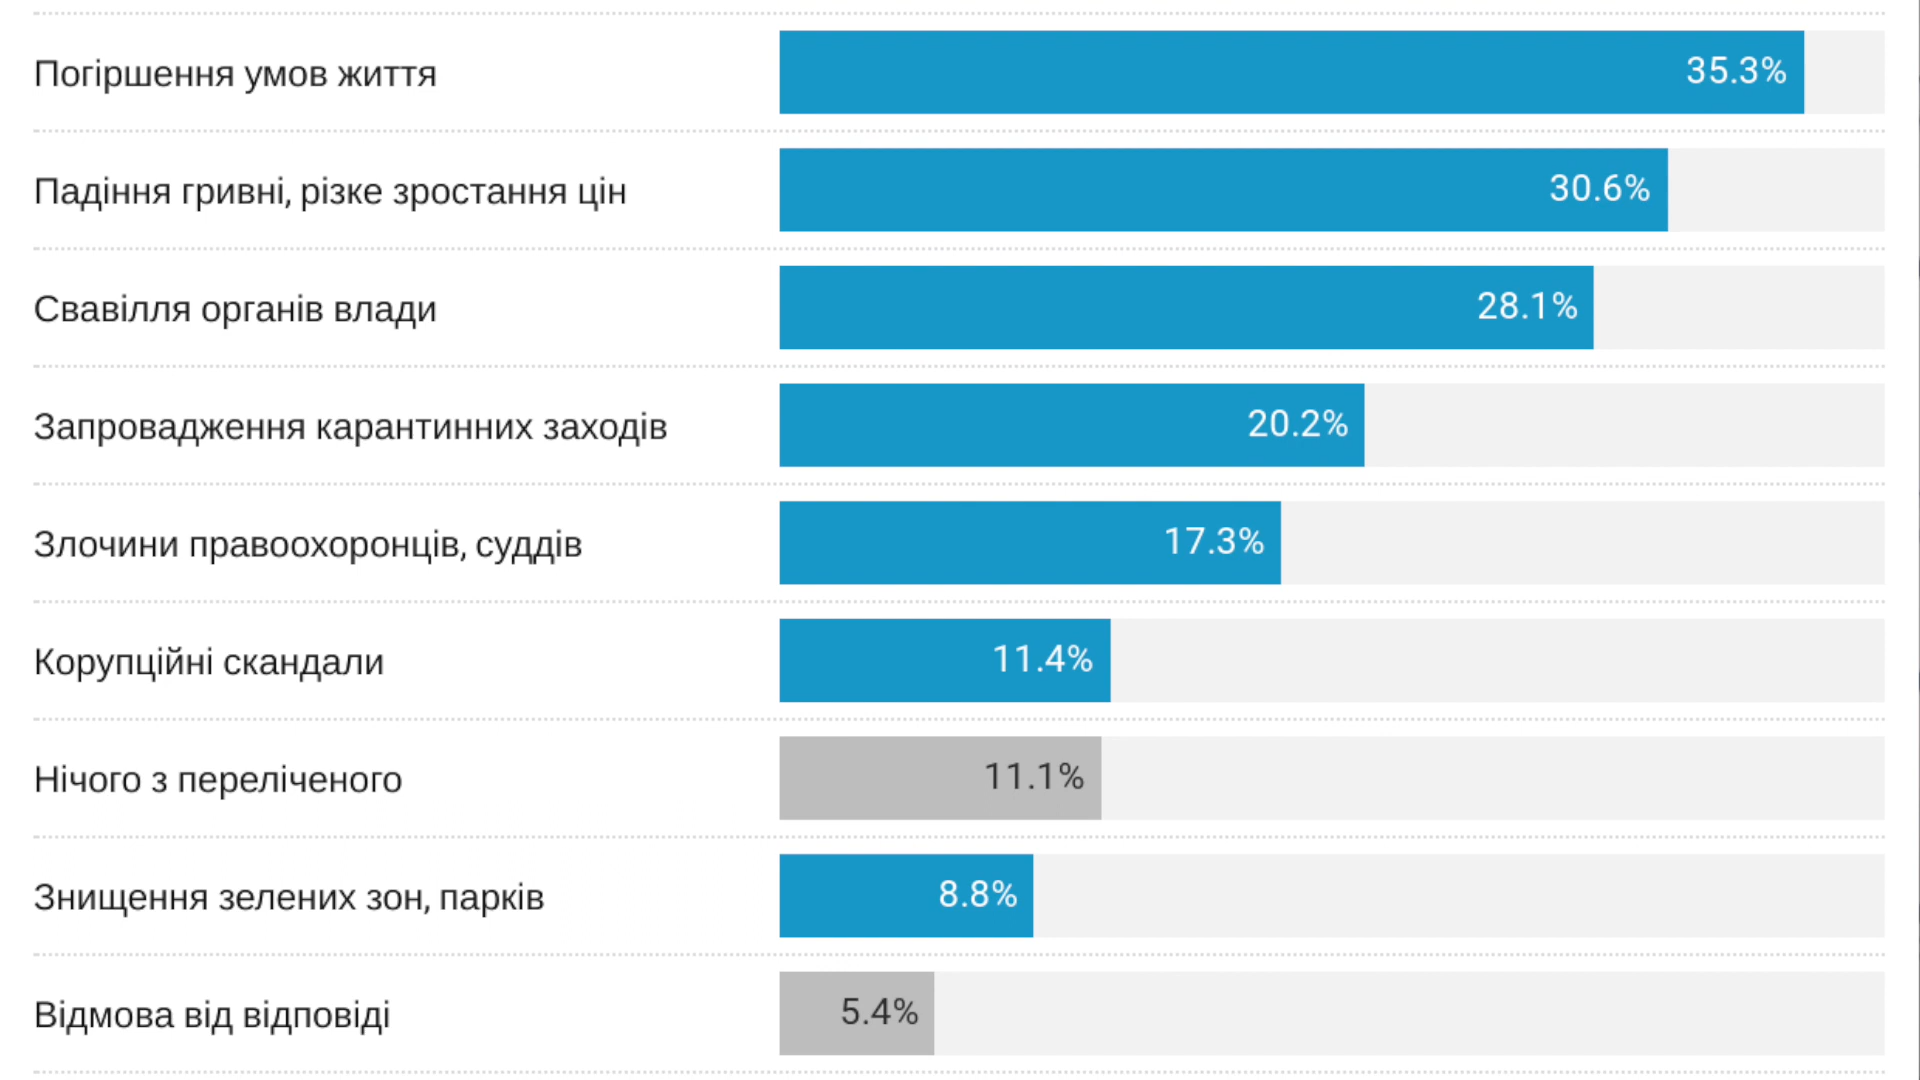 Погіршення умов життя 35.3%
Падіння гривні, різке зростання цін 30.6%
Свавілля органів влади 28.1%
Запровадження карантинних заходів 20.2%
Злочини правоохоронців, суддів 17.3%
Корупційні скандали 11.4%
Нічого з переліченого 11.1%
Знищення зелених зон, парків 8.8%
Відмова від відповіді 5.4%